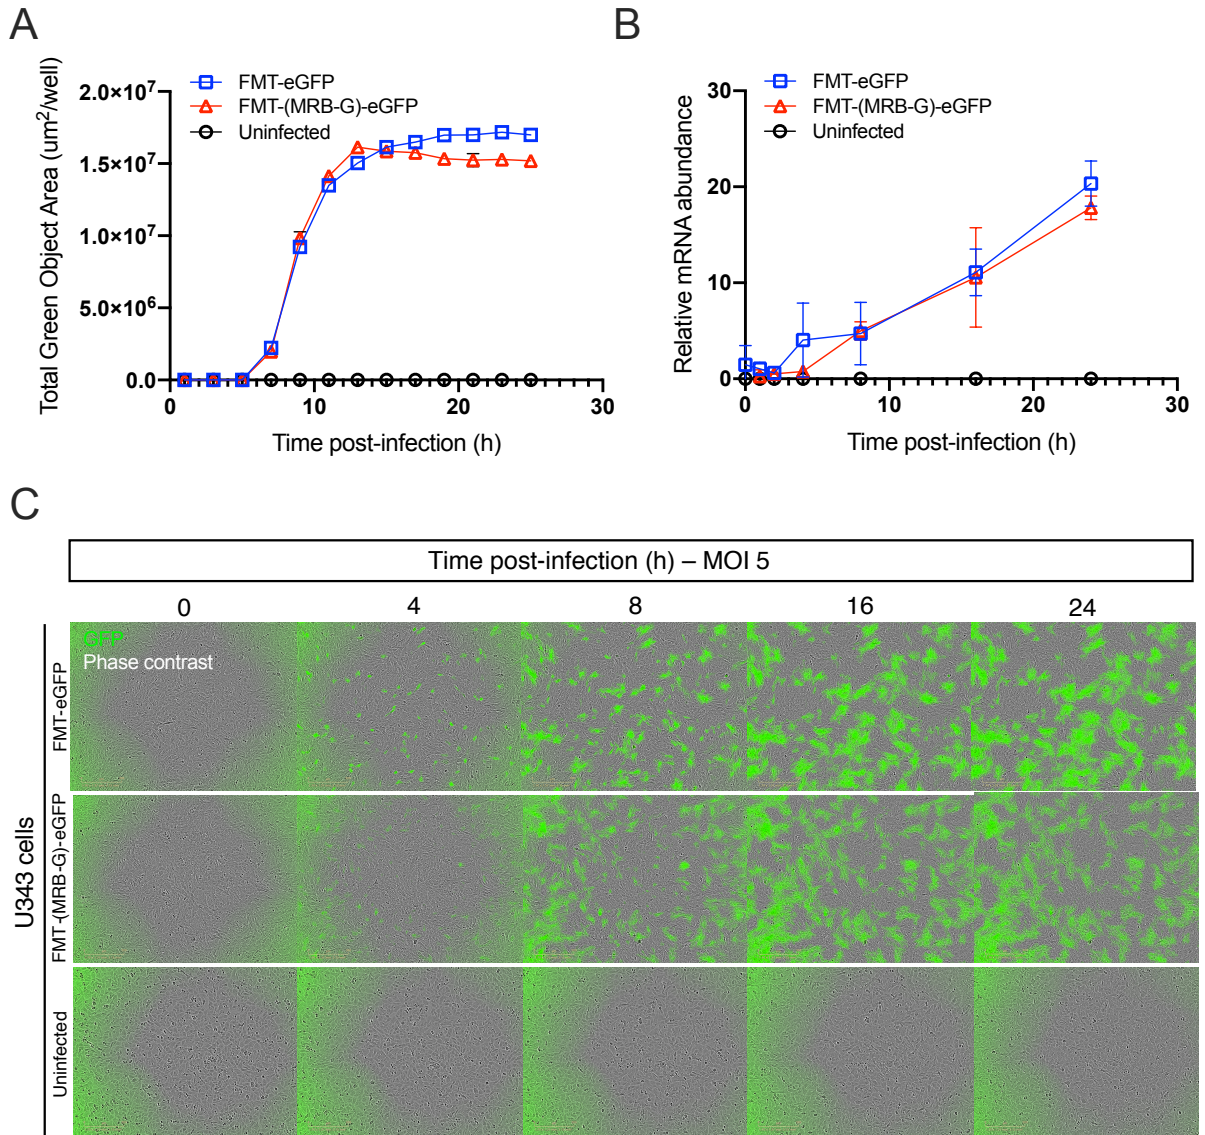 A
FMT-eGFP
FMT-(MRB-G)-eGFP
Uninfected
Total Green Object Area (um²/well)
2.0×10⁷
1.5×10⁷
1.0×10⁷
5.0×10⁶
0.0
0 10 20 30
Time post-infection (h)
B
FMT-eGFP
FMT-(MRB-G)-eGFP
Uninfected
Relative mRNA abundance
30
20
10
0
0 10 20 30
Time post-infection (h)
C
Time post-infection (h) – MOI 5
0 4 8 16 24
GFP
Phase contrast
U343 cells
FMT-eGFP
FMT-(MRB-G)-eGFP
Uninfected